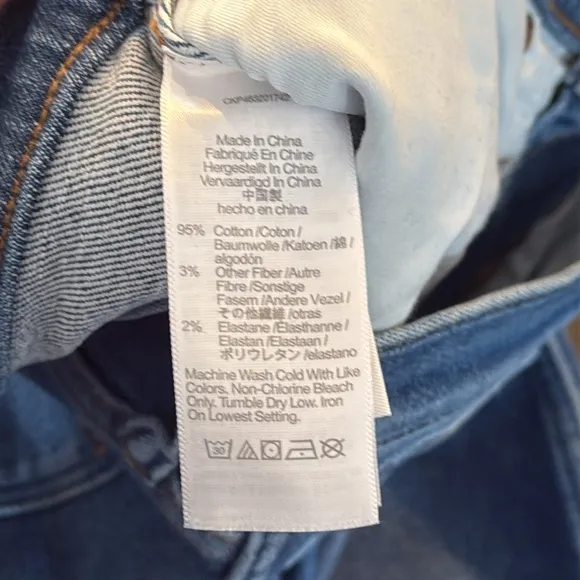 Made In China
Fabriqué En Chine
Hergestellt In China
Vervaardigd In China
中国製
hecho en china
95% Cotton /Coton /
Baumwolle /Katoen /綿 /
algodón
3% Other Fiber /Autre
Fibre /Sonstige
Fasern /Andere Vezel /
その他繊維 /otras
2% Elastane /Élasthanne /
Elastan /Elastaan /
ポリウレタン /elastano
Machine Wash Cold With Like
Colors. Non-Chlorine Bleach
Only. Tumble Dry Low. Iron
On Lowest Setting.
30